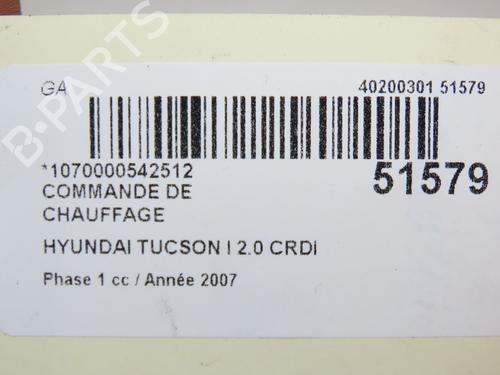 GA
40200301 51579
*1070000542512
51579
COMMANDE DE
CHAUFFAGE
HYUNDAI TUCSON I 2.0 CRDI
Phase 1 cc / Année 2007
B-PARTS